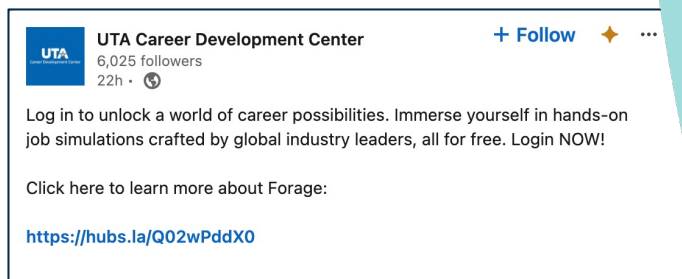 UTA Career Development Center
+ Follow
6,025 followers
22h •
UTA
Career Development Center
Log in to unlock a world of career possibilities. Immerse yourself in hands-on
job simulations crafted by global industry leaders, all for free. Login NOW!
Click here to learn more about Forage:
https://hubs.la/Q02wPddX0